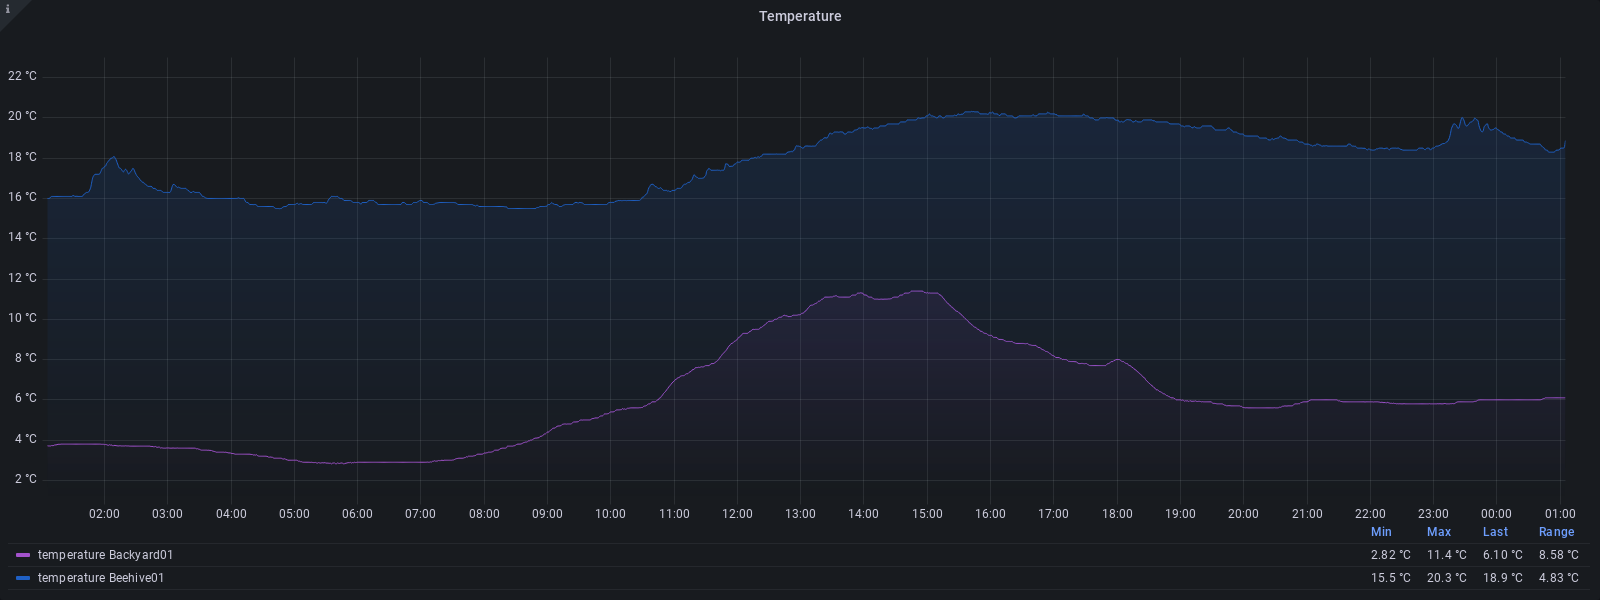 i
Temperature
22 °C
20 °C
18 °C
16 °C
14 °C
12 °C
10 °C
8 °C
6 °C
4 °C
2 °C
02:00 03:00 04:00 05:00 06:00 07:00 08:00 09:00 10:00 11:00 12:00 13:00 14:00 15:00 16:00 17:00 18:00 19:00 20:00 21:00 22:00 23:00 00:00 01:00
Min Max Last Range
temperature Backyard01 2.82 °C 11.4 °C 6.10 °C 8.58 °C
temperature Beehive01 15.5 °C 20.3 °C 18.9 °C 4.83 °C